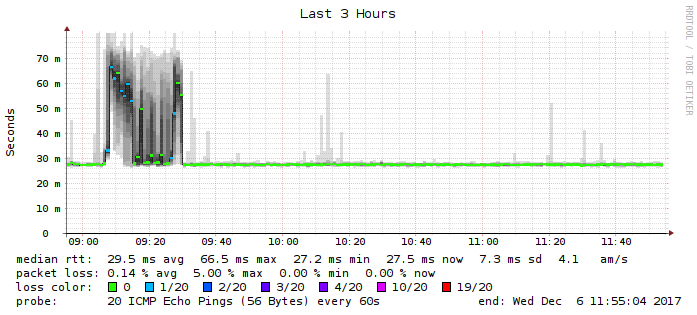 Last 3 Hours
RRDTOOL / TOBI OETIKER
Seconds
70 m
60 m
50 m
40 m
30 m
20 m
10 m
0
09:00 09:20 09:40 10:00 10:20 10:40 11:00 11:20 11:40
median rtt: 29.5 ms avg 66.5 ms max 27.2 ms min 27.5 ms now 7.3 ms sd 4.1 am/s
packet loss: 0.14 % avg 5.00 % max 0.00 % min 0.00 % now
loss color: 0 1/20 2/20 3/20 4/20 10/20 19/20
probe: 20 ICMP Echo Pings (56 Bytes) every 60s end: Wed Dec 6 11:55:04 2017